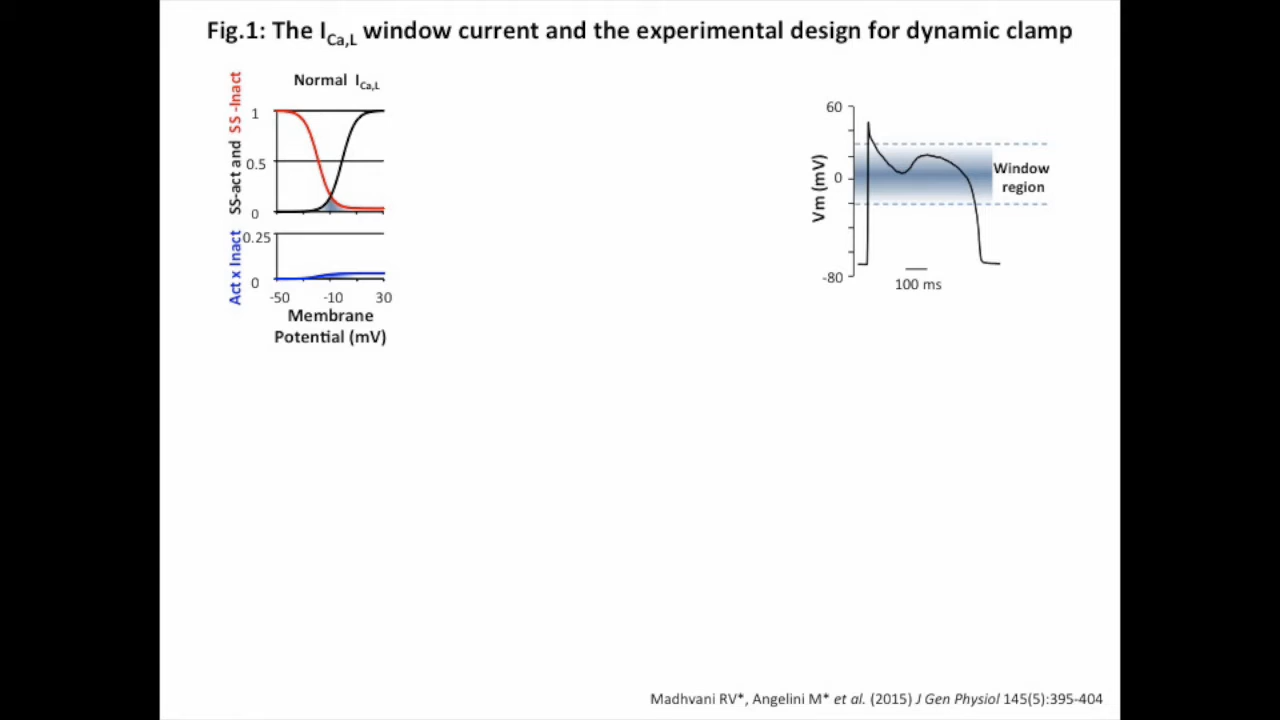 Fig.1: The ICa,L window current and the experimental design for dynamic clamp
Normal ICa,L
SS-act and SS -Inact
1
0.5
0
Act x Inact
0.25
0
-50 -10 30
Membrane
Potential (mV)
Vm (mV)
60
0
-80
Window
region
100 ms
Madhvani RV*, Angelini M* et al. (2015) J Gen Physiol 145(5):395-404